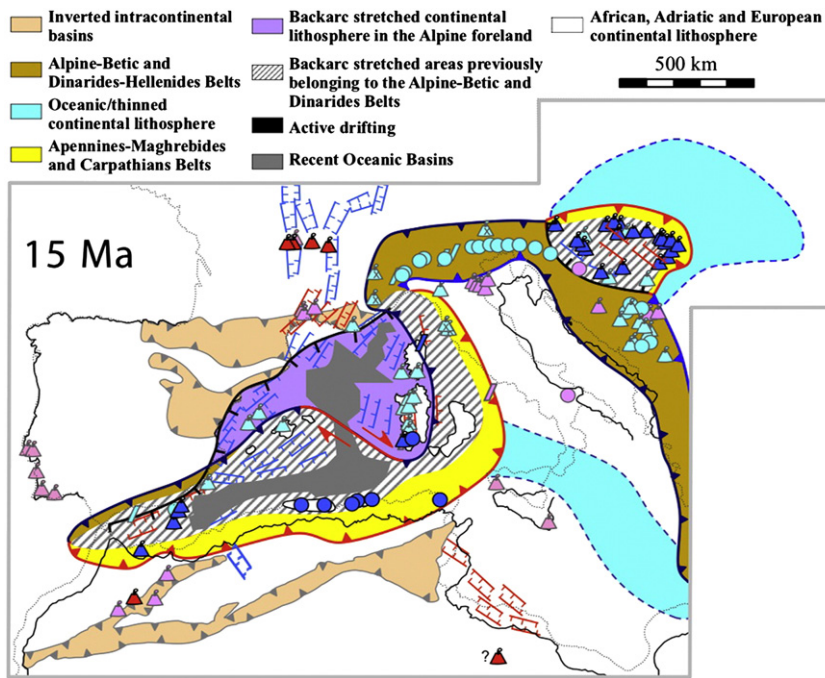 Inverted intracontinental
basins
Alpine-Betic and
Dinarides-Hellenides Belts
Oceanic/thinned
continental lithosphere
Apennines-Maghrebides
and Carpathians Belts
Backarc stretched continental
lithosphere in the Alpine foreland
Backarc stretched areas previously
belonging to the Alpine-Betic and
Dinarides Belts
Active drifting
Recent Oceanic Basins
African, Adriatic and European
continental lithosphere
500 km
15 Ma
?